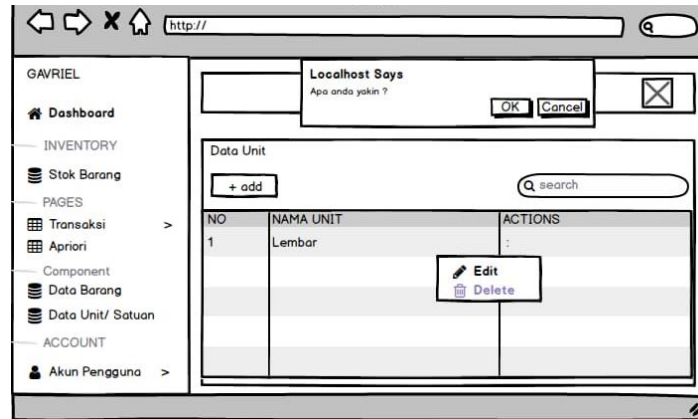 http://
GAVRIEL
Dashboard
INVENTORY
Stok Barang
PAGES
Transaksi >
Apriori
Component
Data Barang
Data Unit/ Satuan
ACCOUNT
Akun Pengguna >
Localhost Says
Apa anda yakin ?
OK Cancel
Data Unit
+ add
search
NO NAMA UNIT ACTIONS
1 Lembar :
Edit
Delete